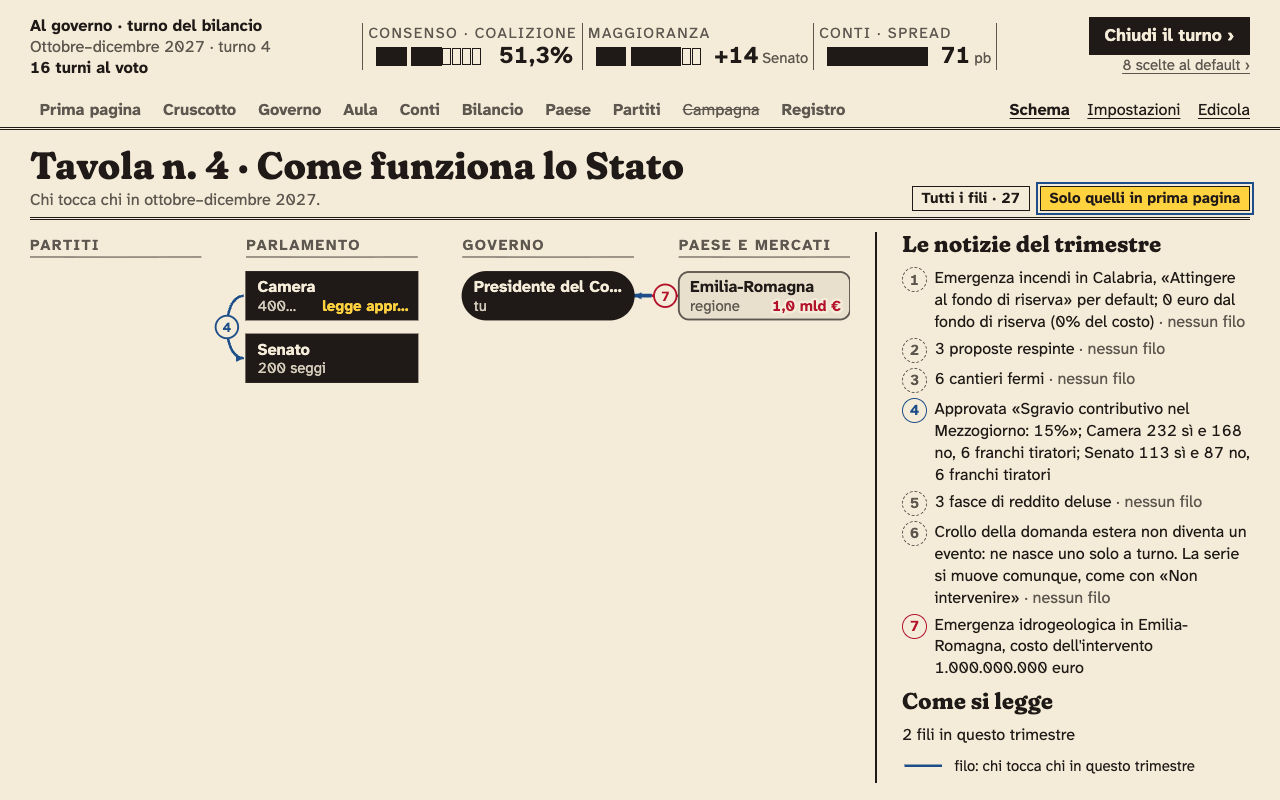 Al governo · turno del bilancio
Ottobre–dicembre 2027 · turno 4
16 turni al voto
CONSENSO · COALIZIONE
51,3%
MAGGIORANZA
+14 Senato
CONTI · SPREAD
71 pb
Chiudi il turno ›
8 scelte al default ›
Prima pagina Cruscotto Governo Aula Conti Bilancio Paese Partiti Campagna Registro
Schema Impostazioni Edicola
Tavola n. 4 · Come funziona lo Stato
Chi tocca chi in ottobre–dicembre 2027.
Tutti i fili · 27
Solo quelli in prima pagina
PARTITI
PARLAMENTO
GOVERNO
PAESE E MERCATI
Camera
400... legge appr...
4
Senato
200 seggi
Presidente del Co...
tu
7
Emilia-Romagna
regione 1,0 mld €
Le notizie del trimestre
1 Emergenza incendi in Calabria, «Attingere
al fondo di riserva» per default; 0 euro dal
fondo di riserva (0% del costo) · nessun filo
2 3 proposte respinte · nessun filo
3 6 cantieri fermi · nessun filo
4 Approvata «Sgravio contributivo nel
Mezzogiorno: 15%»; Camera 232 sì e 168
no, 6 franchi tiratori; Senato 113 sì e 87 no,
6 franchi tiratori
5 3 fasce di reddito deluse · nessun filo
6 Crollo della domanda estera non diventa un
evento: ne nasce uno solo a turno. La serie
si muove comunque, come con «Non
intervenire» · nessun filo
7 Emergenza idrogeologica in Emilia-
Romagna, costo dell'intervento
1.000.000.000 euro
Come si legge
2 fili in questo trimestre
filo: chi tocca chi in questo trimestre